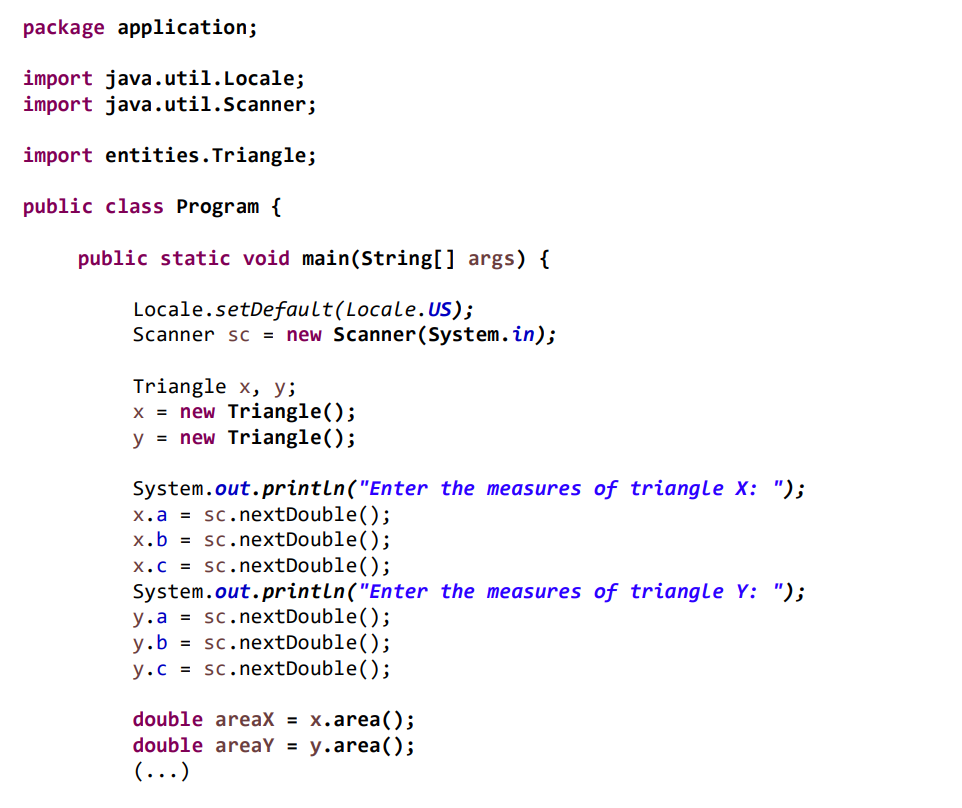 package application;
import java.util.Locale;
import java.util.Scanner;
import entities.Triangle;
public class Program {
public static void main(String[] args) {
Locale.setDefault(Locale.US);
Scanner sc = new Scanner(System.in);
Triangle x, y;
x = new Triangle();
y = new Triangle();
System.out.println("Enter the measures of triangle X: ");
x.a = sc.nextDouble();
x.b = sc.nextDouble();
x.c = sc.nextDouble();
System.out.println("Enter the measures of triangle Y: ");
y.a = sc.nextDouble();
y.b = sc.nextDouble();
y.c = sc.nextDouble();
double areaX = x.area();
double areaY = y.area();
(...)